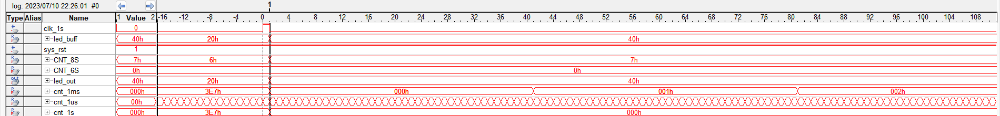 log: 2023/07/10 22:26:01 #0 1
Type Alias Name 1 Value 2 -16 -12 -8 -4 0 4 8 12 16 20 24 28 32 36 40 44 48 52 56 60 64 68 72 76 80 84 88 92 96 100 104 108
clk_1s 0
R led_buff 40h 20h 40h
sys_rst 1
R CNT_8S 7h 6h 7h
R CNT_6S 0h 0h
out led_out 40h 20h 40h
R cnt_1ms 000h 3E7h 000h 001h 002h
R cnt_1us 00h
R cnt_1s 000h 3E7h 000h